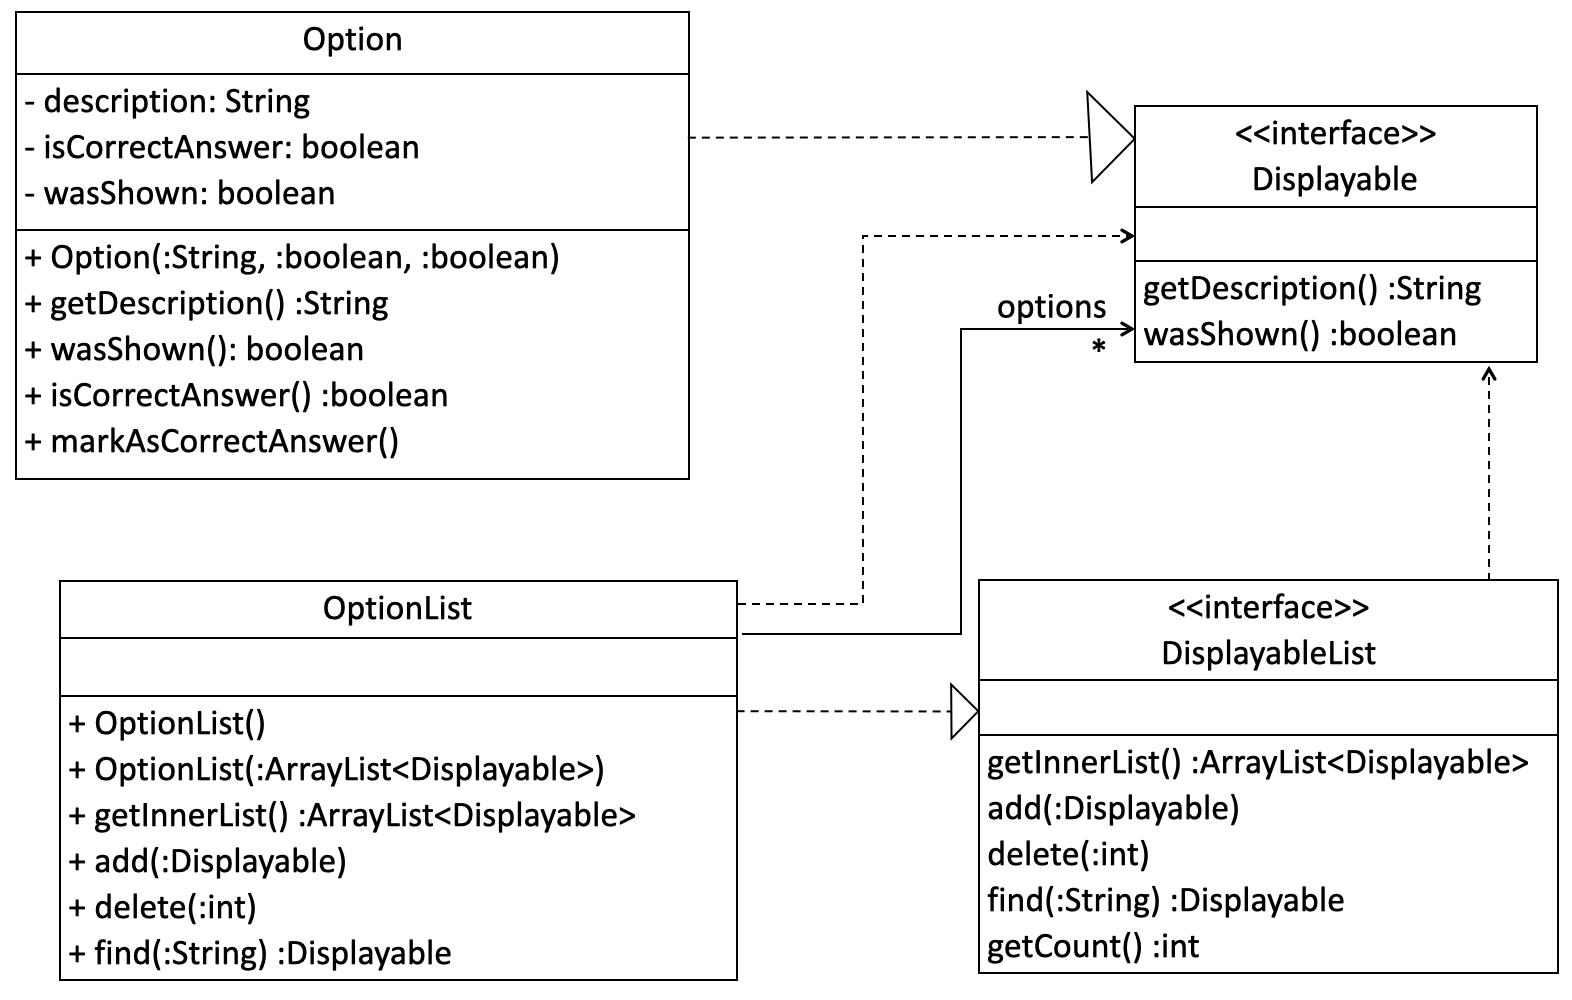 Option
- description: String
- isCorrectAnswer: boolean
- wasShown: boolean
+ Option(:String, :boolean, :boolean)
+ getDescription() :String
+ wasShown(): boolean
+ isCorrectAnswer() :boolean
+ markAsCorrectAnswer()
<<interface>>
Displayable
getDescription() :String
wasShown() :boolean
options
*
OptionList
+ OptionList()
+ OptionList(:ArrayList<Displayable>)
+ getInnerList() :ArrayList<Displayable>
+ add(:Displayable)
+ delete(:int)
+ find(:String) :Displayable
<<interface>>
DisplayableList
getInnerList() :ArrayList<Displayable>
add(:Displayable)
delete(:int)
find(:String) :Displayable
getCount() :int